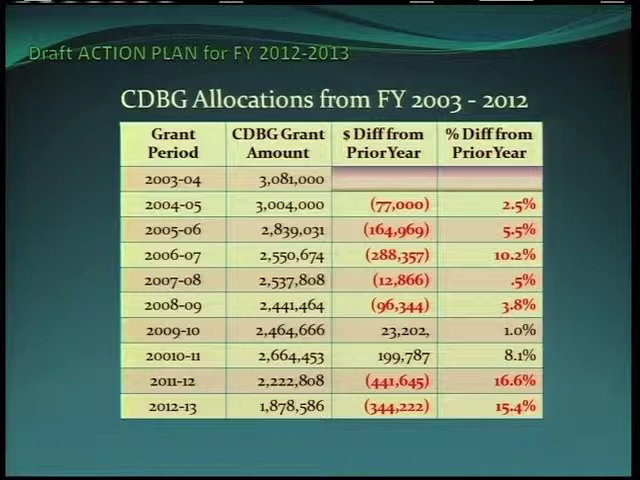 Draft ACTION PLAN for FY 2012-2013
CDBG Allocations from FY 2003 - 2012
Grant Period CDBG Grant Amount $ Diff from Prior Year % Diff from Prior Year
2003-04 3,081,000
2004-05 3,004,000 (77,000) 2.5%
2005-06 2,839,031 (164,969) 5.5%
2006-07 2,550,674 (288,357) 10.2%
2007-08 2,537,808 (12,866) .5%
2008-09 2,441,464 (96,344) 3.8%
2009-10 2,464,666 23,202, 1.0%
20010-11 2,664,453 199,787 8.1%
2011-12 2,222,808 (441,645) 16.6%
2012-13 1,878,586 (344,222) 15.4%